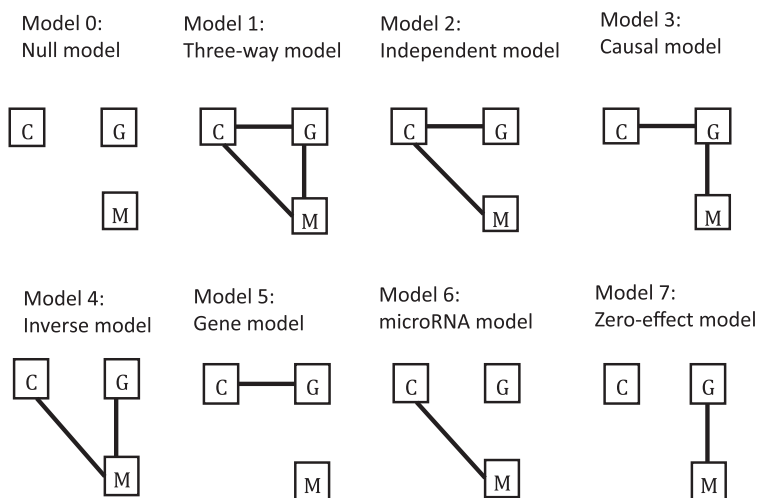 Model 0:
Null model
Model 1:
Three-way model
Model 2:
Independent model
Model 3:
Causal model
C G
M
C G
M
C G
M
C G
M
Model 4:
Inverse model
Model 5:
Gene model
Model 6:
microRNA model
Model 7:
Zero-effect model
C G
M
C G
M
C G
M
C G
M